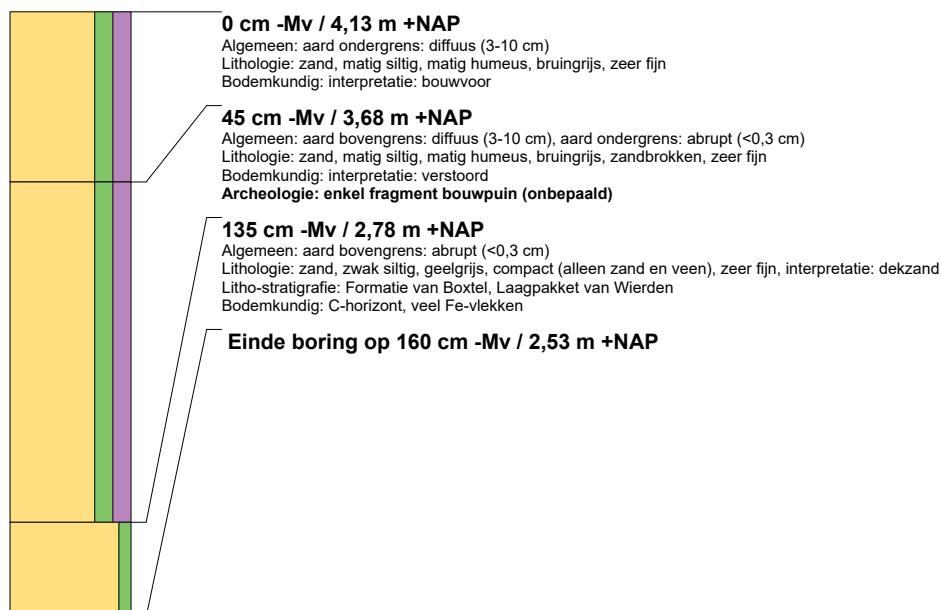 0 cm -Mv / 4,13 m +NAP
Algemeen: aard ondergrens: diffuus (3-10 cm)
Lithologie: zand, matig siltig, matig humeus, bruingrijs, zeer fijn
Bodemkundig: interpretatie: bouwvoor
45 cm -Mv / 3,68 m +NAP
Algemeen: aard bovengrens: diffuus (3-10 cm), aard ondergrens: abrupt (<0,3 cm)
Lithologie: zand, matig siltig, matig humeus, bruingrijs, zandbrokken, zeer fijn
Bodemkundig: interpretatie: verstoord
Archeologie: enkel fragment bouwpuin (onbepaald)
135 cm -Mv / 2,78 m +NAP
Algemeen: aard bovengrens: abrupt (<0,3 cm)
Lithologie: zand, zwak siltig, geelgrijs, compact (alleen zand en veen), zeer fijn, interpretatie: dekzand
Litho-stratigrafie: Formatie van Boxtel, Laagpakket van Wierden
Bodemkundig: C-horizont, veel Fe-vlekken
Einde boring op 160 cm -Mv / 2,53 m +NAP